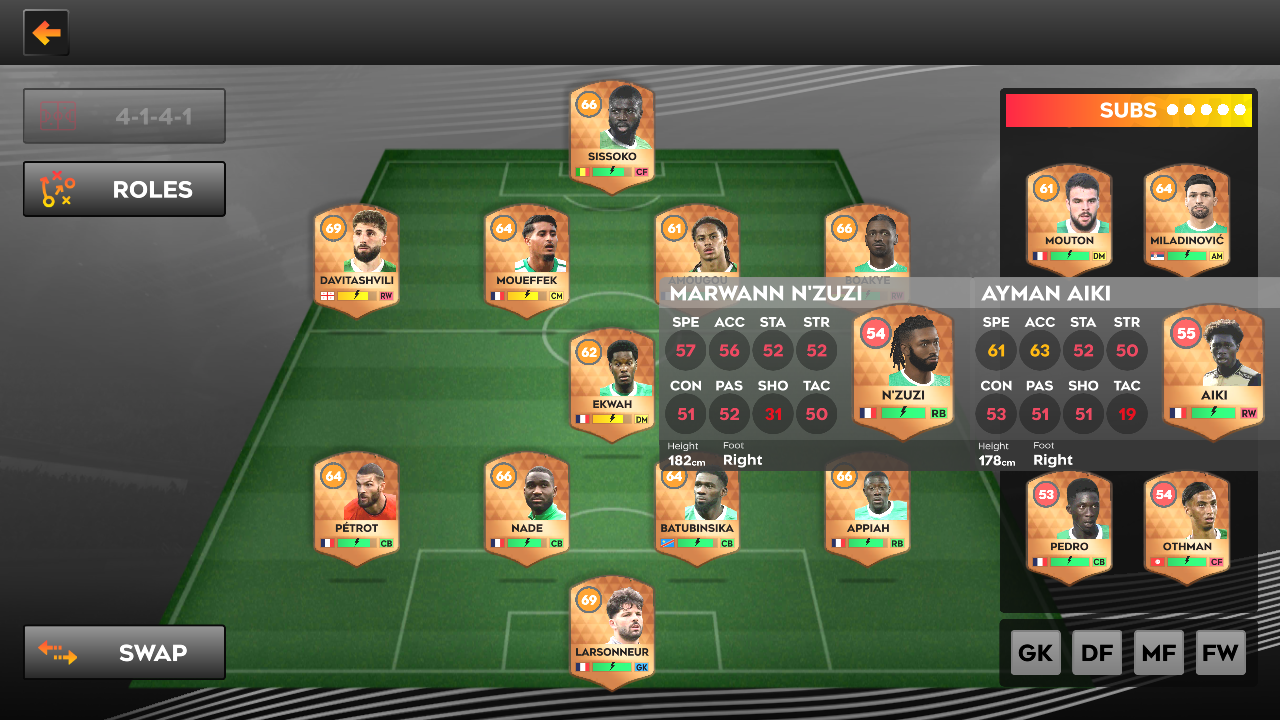 4-1-4-1
ROLES
SUBS
66
SISSOKO
CF
69
DAVITASHVILI
RW
64
MOUEFFEK
CM
61
AMOUGOU
66
BOAKYE
RW
61
MOUTON
DM
64
MILADINOVIĆ
AM
62
EKWAH
DM
MARWANN N'ZUZI
SPE ACC STA STR
57 56 52 52
CON PAS SHO TAC
51 52 31 50
Height Foot
182cm Right
54
N'ZUZI
RB
AYMAN AIKI
SPE ACC STA STR
61 63 52 50
CON PAS SHO TAC
53 51 51 19
Height Foot
178cm Right
55
AIKI
RW
64
PÉTROT
CB
66
NADE
CB
64
BATUBINSIKA
CB
66
APPIAH
RB
53
PEDRO
CB
54
OTHMAN
CF
69
LARSONNEUR
GK
SWAP
GK DF MF FW